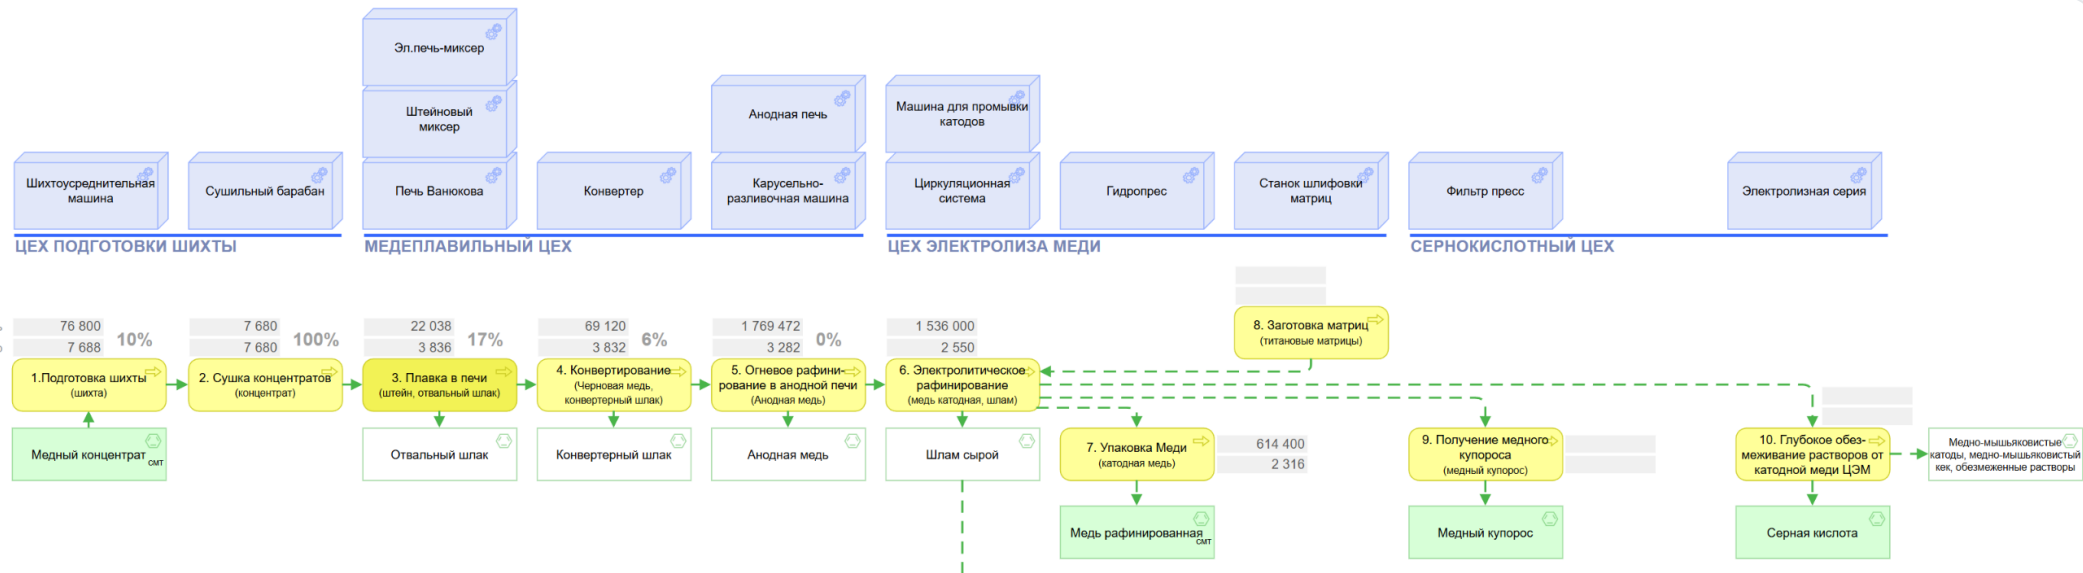 Эл.печь-миксер
Штейновый
миксер
Анодная печь
Машина для промывки
катодов
Шихтоусреднительная
машина
Сушильный барабан
Печь Ванюкова
Конвертер
Карусельно-
разливочная машина
Циркуляционная
система
Гидропрес
Станок шлифовки
матриц
Фильтр пресс
Электролизная серия
ЦЕХ ПОДГОТОВКИ ШИХТЫ
МЕДЕПЛАВИЛЬНЫЙ ЦЕХ
ЦЕХ ЭЛЕКТРОЛИЗА МЕДИ
СЕРНОКИСЛОТНЫЙ ЦЕХ
76 800
7 688
10%
7 680
7 680
100%
22 038
3 836
17%
69 120
3 832
6%
1 769 472
3 282
0%
1 536 000
2 550
8. Заготовка матриц
(титановые матрицы)
1.Подготовка шихты
(шихта)
2. Сушка концентратов
(концентрат)
3. Плавка в печи
(штейн, отвальный шлак)
4. Конвертирование
(Черновая медь,
конвертерный шлак)
5. Огневое рафини-
рование в анодной печи
(Анодная медь)
6. Электролитическое
рафинирование
(медь катодная, шлам)
Медный концентрат
СМТ
Отвальный шлак
Конвертерный шлак
Анодная медь
Шлам сырой
7. Упаковка Меди
(катодная медь)
614 400
2 316
9. Получение медного
купороса
(медный купорос)
10. Глубокое обез-
меживание растворов от
катодной меди ЦЭМ
Медно-мышьяковистые
катоды, медно-мышьяковистый
кек, обезмеженные растворы
Медь рафинированная
СМТ
Медный купорос
Серная кислота